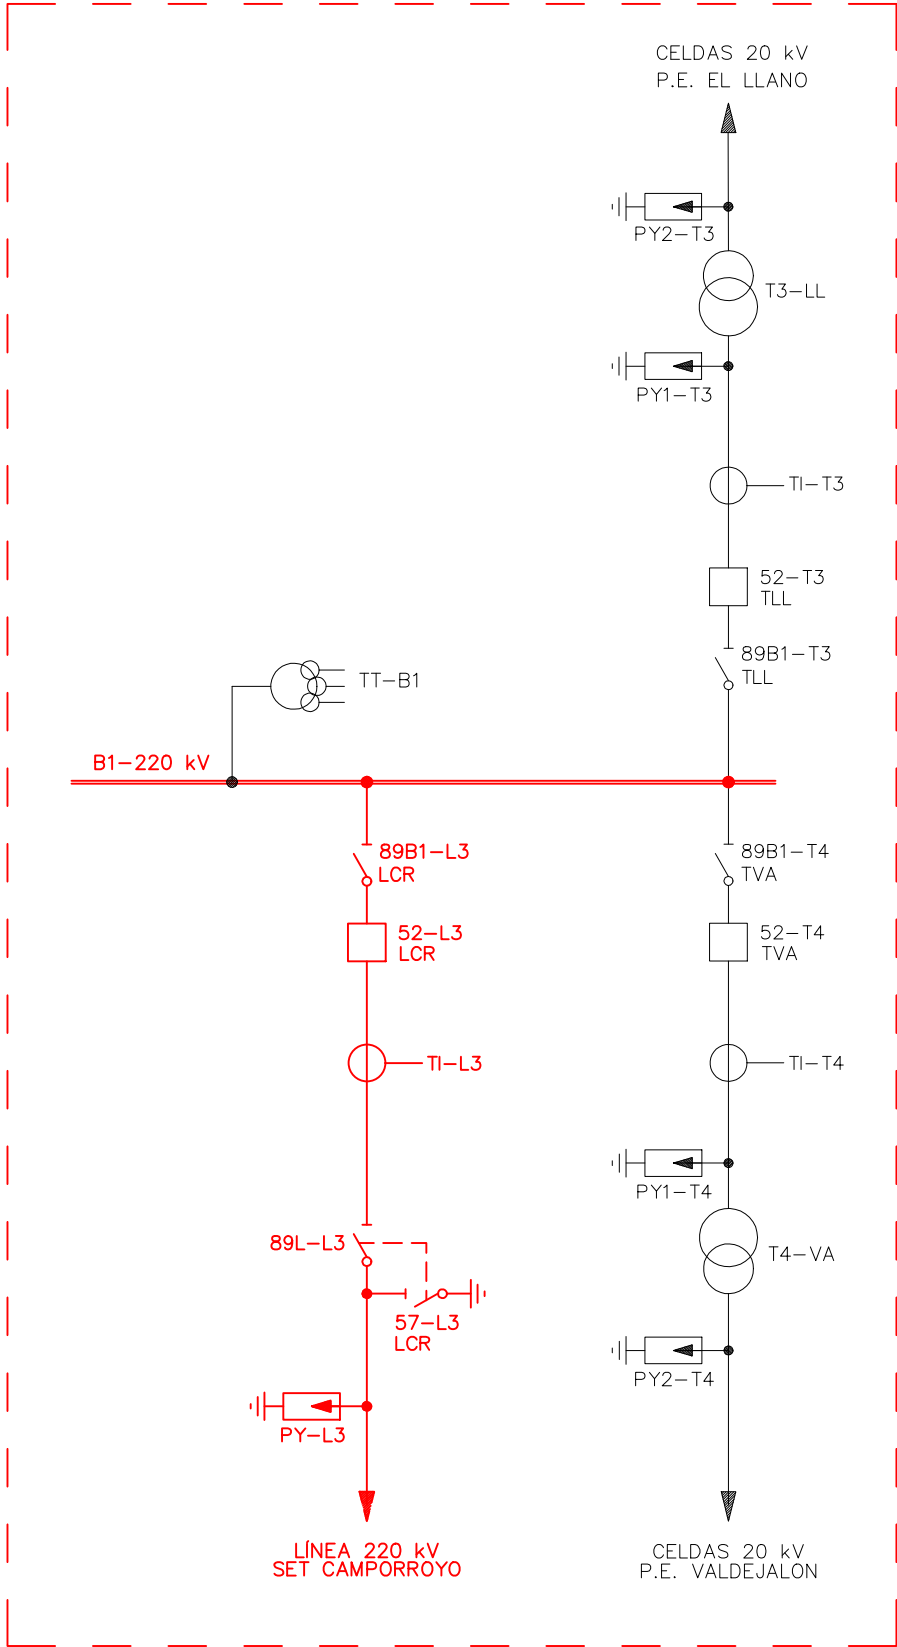 CELDAS 20 kV
P.E. EL LLANO
PY2-T3
T3-LL
PY1-T3
TI-T3
52-T3
TLL
89B1-T3
TLL
TT-B1
B1-220 kV
89B1-L3
LCR
89B1-T4
TVA
52-L3
LCR
52-T4
TVA
TI-L3
TI-T4
PY1-T4
89L-L3
T4-VA
57-L3
LCR
PY2-T4
PY-L3
LÍNEA 220 kV
SET CAMPORROYO
CELDAS 20 kV
P.E. VALDEJALON